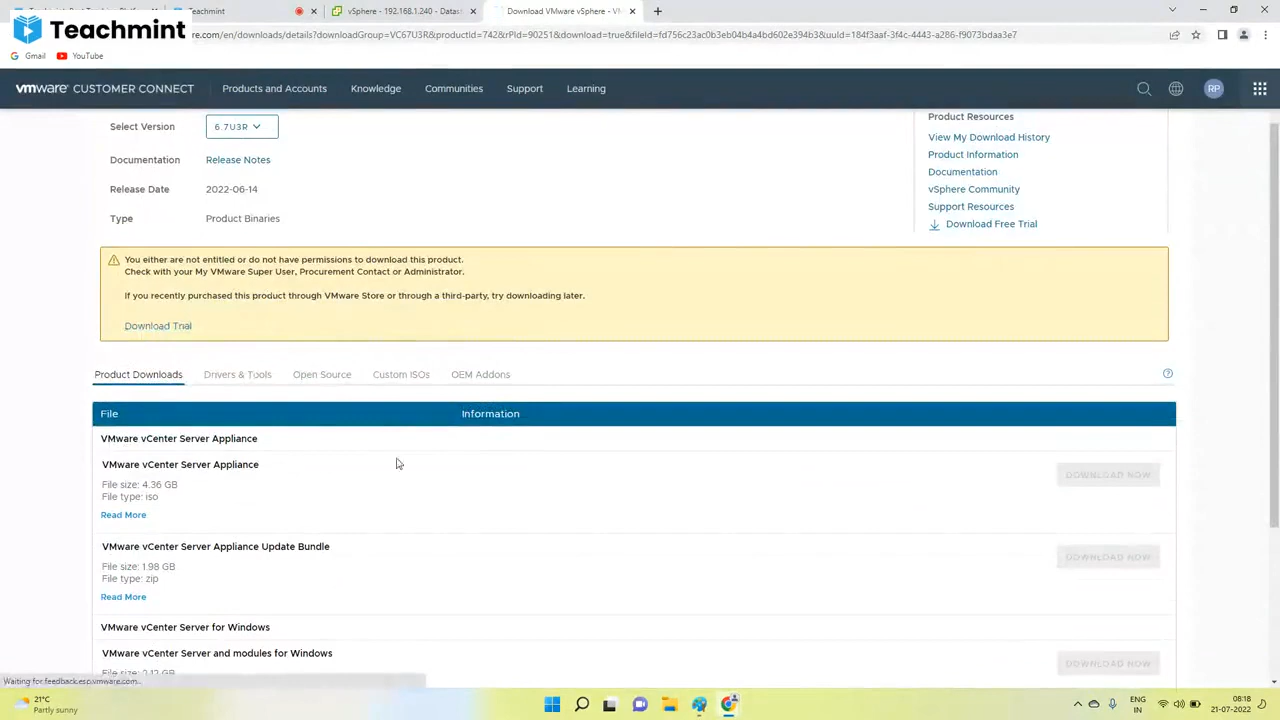 Teachmint
vSphere - 192.168.1.240 - Datas
Download VMware vSphere - VM
re.com/en/downloads/details?downloadGroup=VC67U3R&productId=742&rPId=90251&download=true&fileId=fd756c23ac0b3ebf4b4a4bd602e394b3&uuId=184f3aaf-3f4c-4443-a286-f9073bdaa3e7
Gmail
YouTube
vmware CUSTOMER CONNECT
Products and Accounts
Knowledge
Communities
Support
Learning
RP
Select Version
6.7U3R
Documentation
Release Notes
Release Date
2022-06-14
Type
Product Binaries
Product Resources
View My Download History
Product Information
Documentation
vSphere Community
Support Resources
Download Free Trial
You either are not entitled or do not have permissions to download this product.
Check with your My VMware Super User, Procurement Contact or Administrator.
If you recently purchased this product through VMware Store or through a third-party, try downloading later.
Download Trial
Product Downloads
Drivers & Tools
Open Source
Custom ISOs
OEM Addons
File
Information
VMware vCenter Server Appliance
VMware vCenter Server Appliance
File size: 4.36 GB
File type: iso
Read More
DOWNLOAD NOW
VMware vCenter Server Appliance Update Bundle
File size: 1.98 GB
File type: zip
Read More
DOWNLOAD NOW
VMware vCenter Server for Windows
VMware vCenter Server and modules for Windows
DOWNLOAD NOW
Waiting for feedback.esp.vmware.com...
21°C
Partly sunny
ENG
IN
08:18
21-07-2022